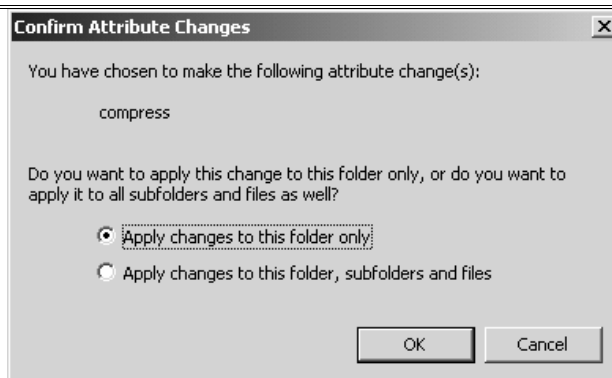 Confirm Attribute Changes
You have chosen to make the following attribute change(s):
compress
Do you want to apply this change to this folder only, or do you want to
apply it to all subfolders and files as well?
Apply changes to this folder only
Apply changes to this folder, subfolders and files
OK Cancel